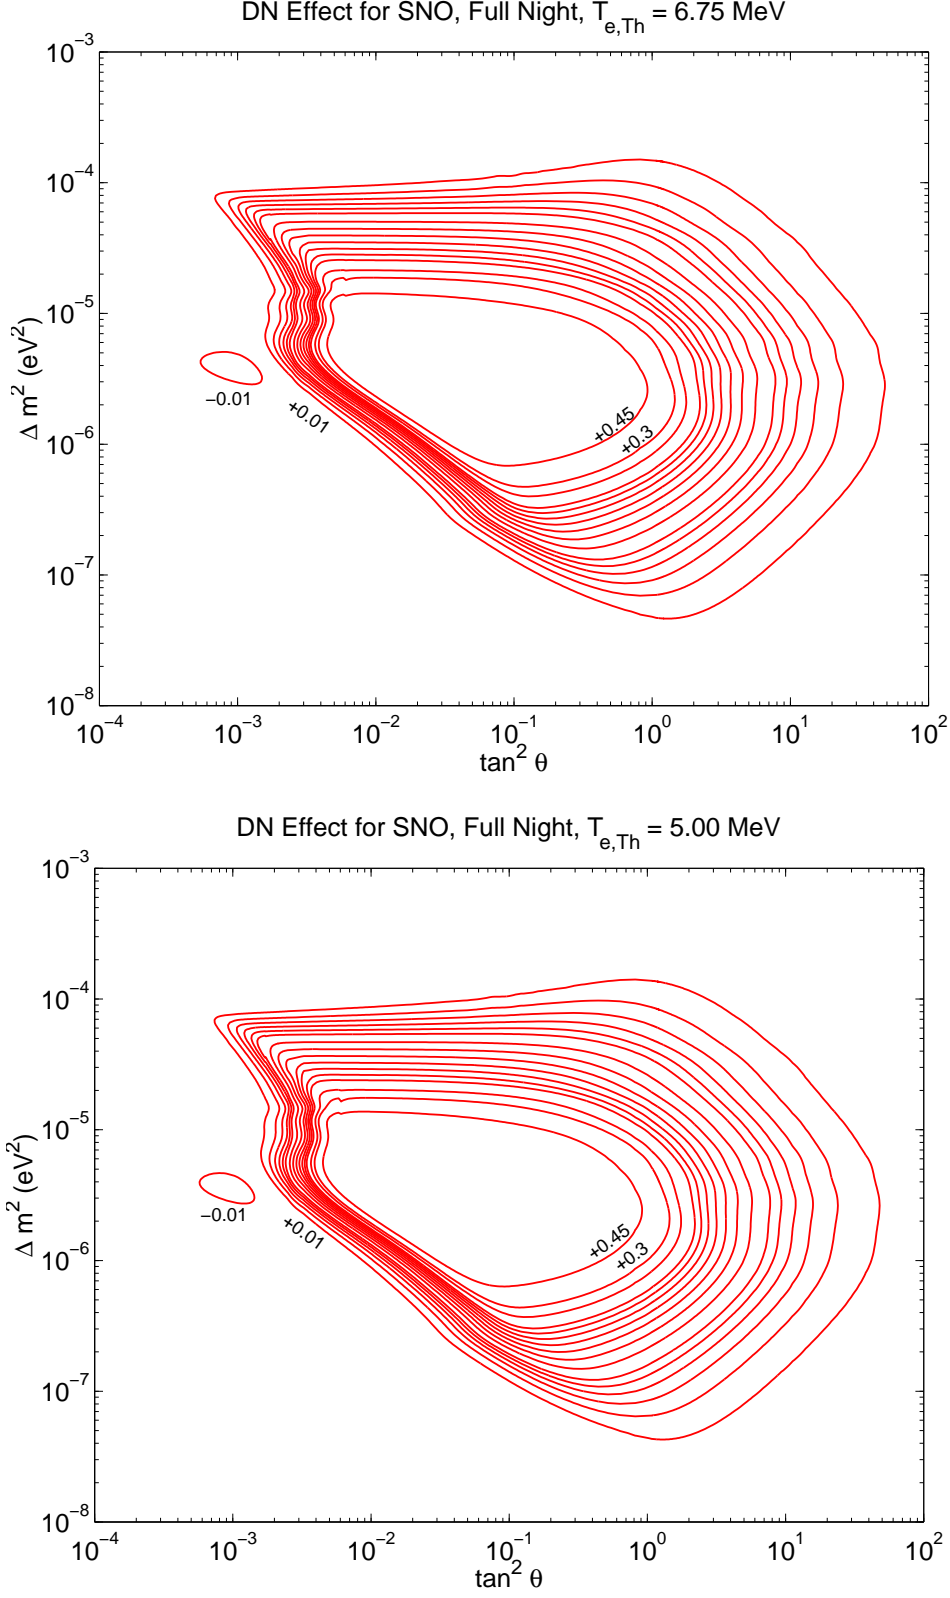 DN Effect for SNO, Full Night, T_{e,Th} = 6.75 MeV
10^{−3}
10^{−4}
10^{−5}
10^{−6}
10^{−7}
10^{−8}
Δ m^2 (eV^2)
−0.01
+0.01
+0.45
+0.3
10^{−4} 10^{−3} 10^{−2} 10^{−1} 10^0 10^1 10^2
tan^2 θ
DN Effect for SNO, Full Night, T_{e,Th} = 5.00 MeV
10^{−3}
10^{−4}
10^{−5}
10^{−6}
10^{−7}
10^{−8}
Δ m^2 (eV^2)
−0.01
+0.01
+0.45
+0.3
10^{−4} 10^{−3} 10^{−2} 10^{−1} 10^0 10^1 10^2
tan^2 θ